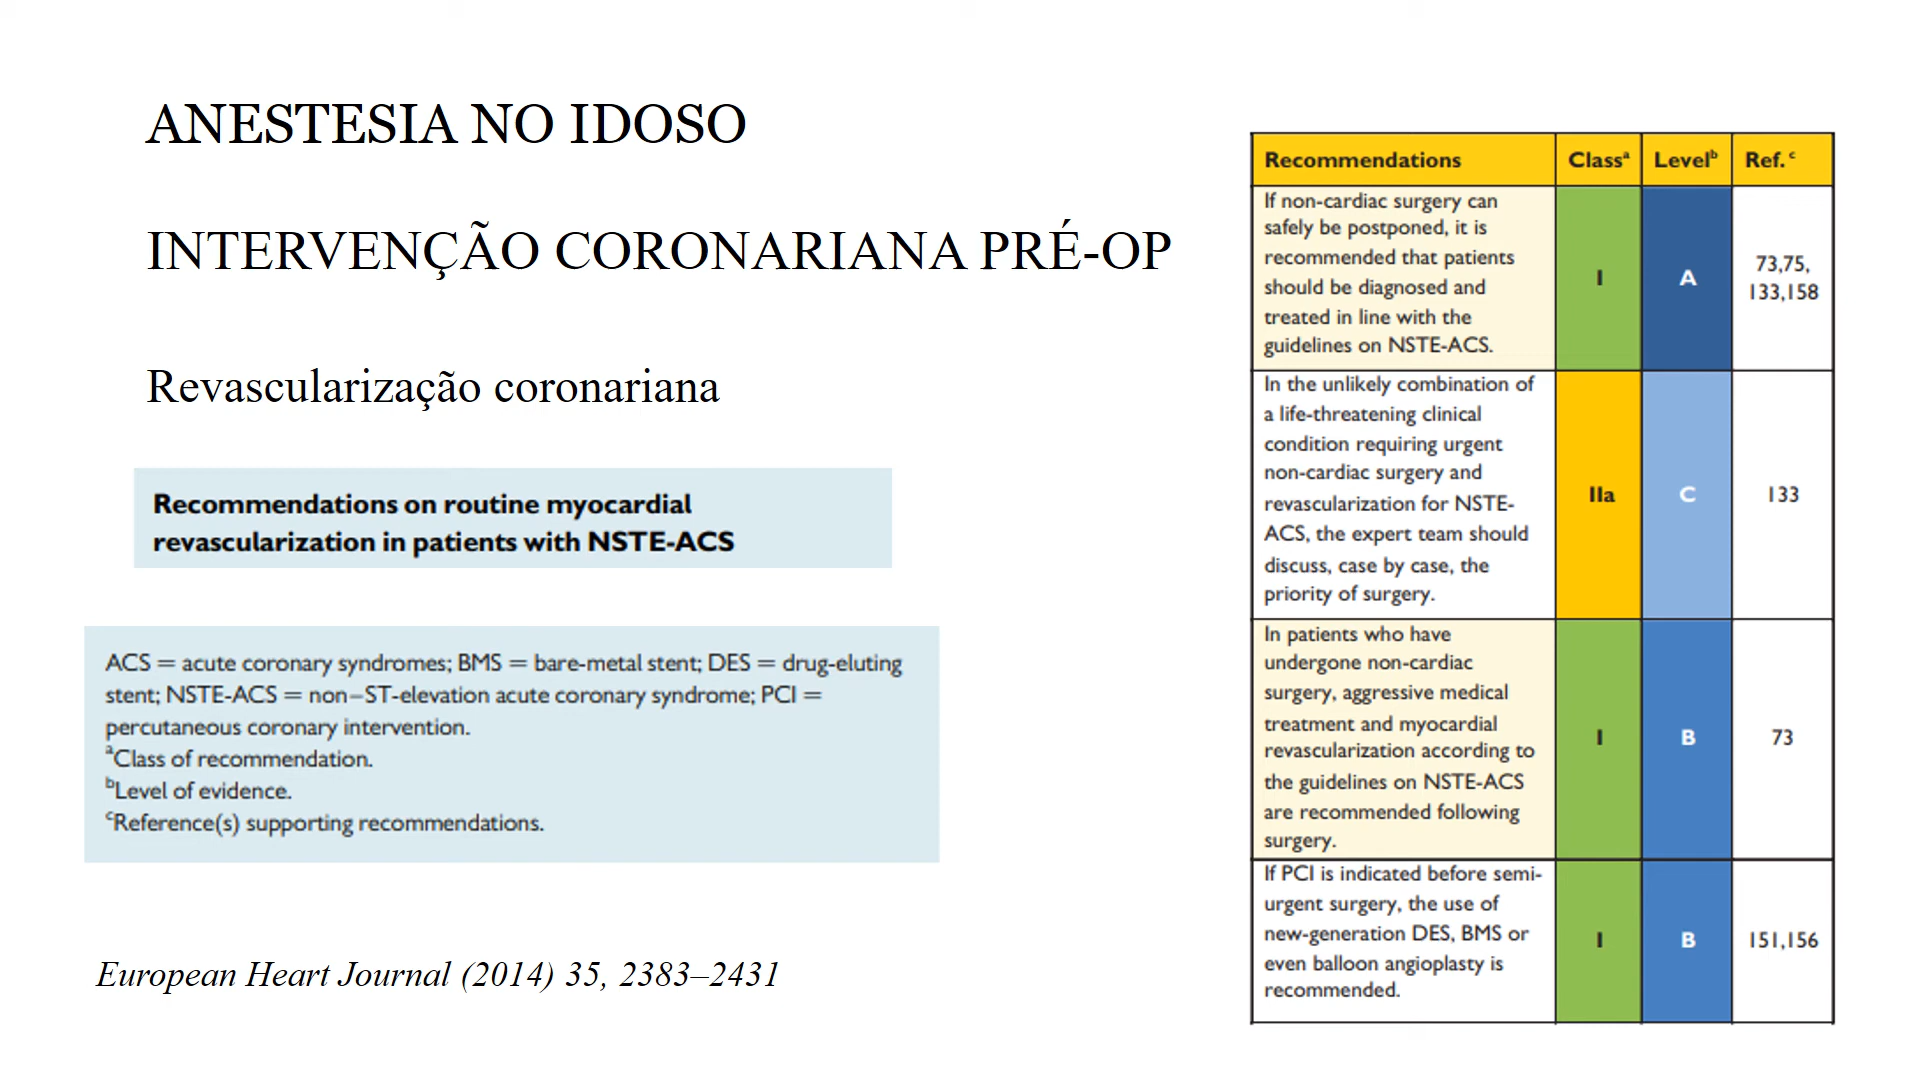 ANESTESIA NO IDOSO
INTERVENÇÃO CORONARIANA PRÉ-OP
Revascularização coronariana
Recommendations on routine myocardial
revascularization in patients with NSTE-ACS
ACS = acute coronary syndromes; BMS = bare-metal stent; DES = drug-eluting
stent; NSTE-ACS = non–ST-elevation acute coronary syndrome; PCI =
percutaneous coronary intervention.
aClass of recommendation.
bLevel of evidence.
cReference(s) supporting recommendations.
European Heart Journal (2014) 35, 2383–2431
Recommendations Classa Levelb Ref. c
If non-cardiac surgery can
safely be postponed, it is
recommended that patients
should be diagnosed and
treated in line with the
guidelines on NSTE-ACS.
I
A
73,75,
133,158
In the unlikely combination of
a life-threatening clinical
condition requiring urgent
non-cardiac surgery and
revascularization for NSTE-
ACS, the expert team should
discuss, case by case, the
priority of surgery.
IIa
C
133
In patients who have
undergone non-cardiac
surgery, aggressive medical
treatment and myocardial
revascularization according to
the guidelines on NSTE-ACS
are recommended following
surgery.
I
B
73
If PCI is indicated before semi-
urgent surgery, the use of
new-generation DES, BMS or
even balloon angioplasty is
recommended.
I
B
151,156